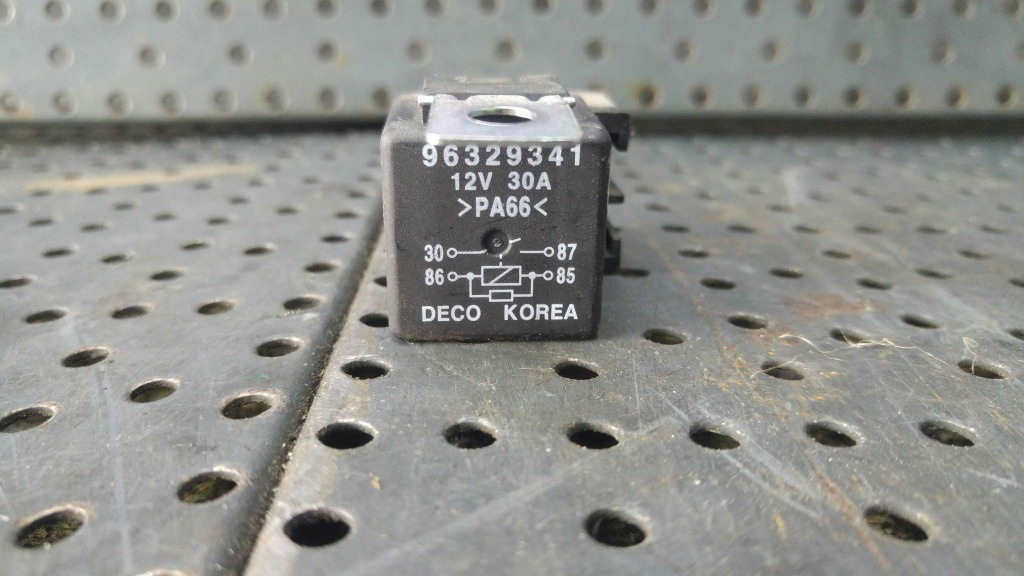 96329341
12V 30A
>PA66<
30 87
86 85
DECO KOREA